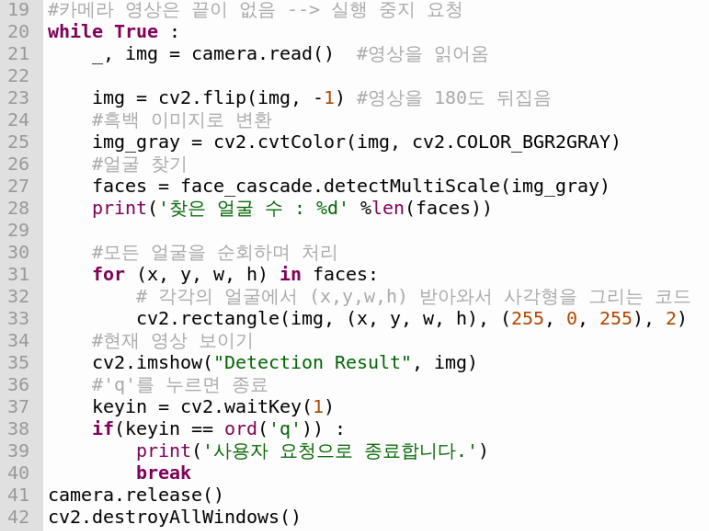 19 #카메라 영상은 끝이 없음 --> 실행 중지 요청
20 while True :
21     _, img = camera.read()  #영상을 읽어옴
22
23     img = cv2.flip(img, -1) #영상을 180도 뒤집음
24     #흑백 이미지로 변환
25     img_gray = cv2.cvtColor(img, cv2.COLOR_BGR2GRAY)
26     #얼굴 찾기
27     faces = face_cascade.detectMultiScale(img_gray)
28     print('찾은 얼굴 수 : %d' %len(faces))
29
30     #모든 얼굴을 순회하며 처리
31     for (x, y, w, h) in faces:
32         # 각각의 얼굴에서 (x,y,w,h) 받아와서 사각형을 그리는 코드
33         cv2.rectangle(img, (x, y, w, h), (255, 0, 255), 2)
34     #현재 영상 보이기
35     cv2.imshow("Detection Result", img)
36     #'q'를 누르면 종료
37     keyin = cv2.waitKey(1)
38     if(keyin == ord('q')) :
39         print('사용자 요청으로 종료합니다.')
40         break
41 camera.release()
42 cv2.destroyAllWindows()